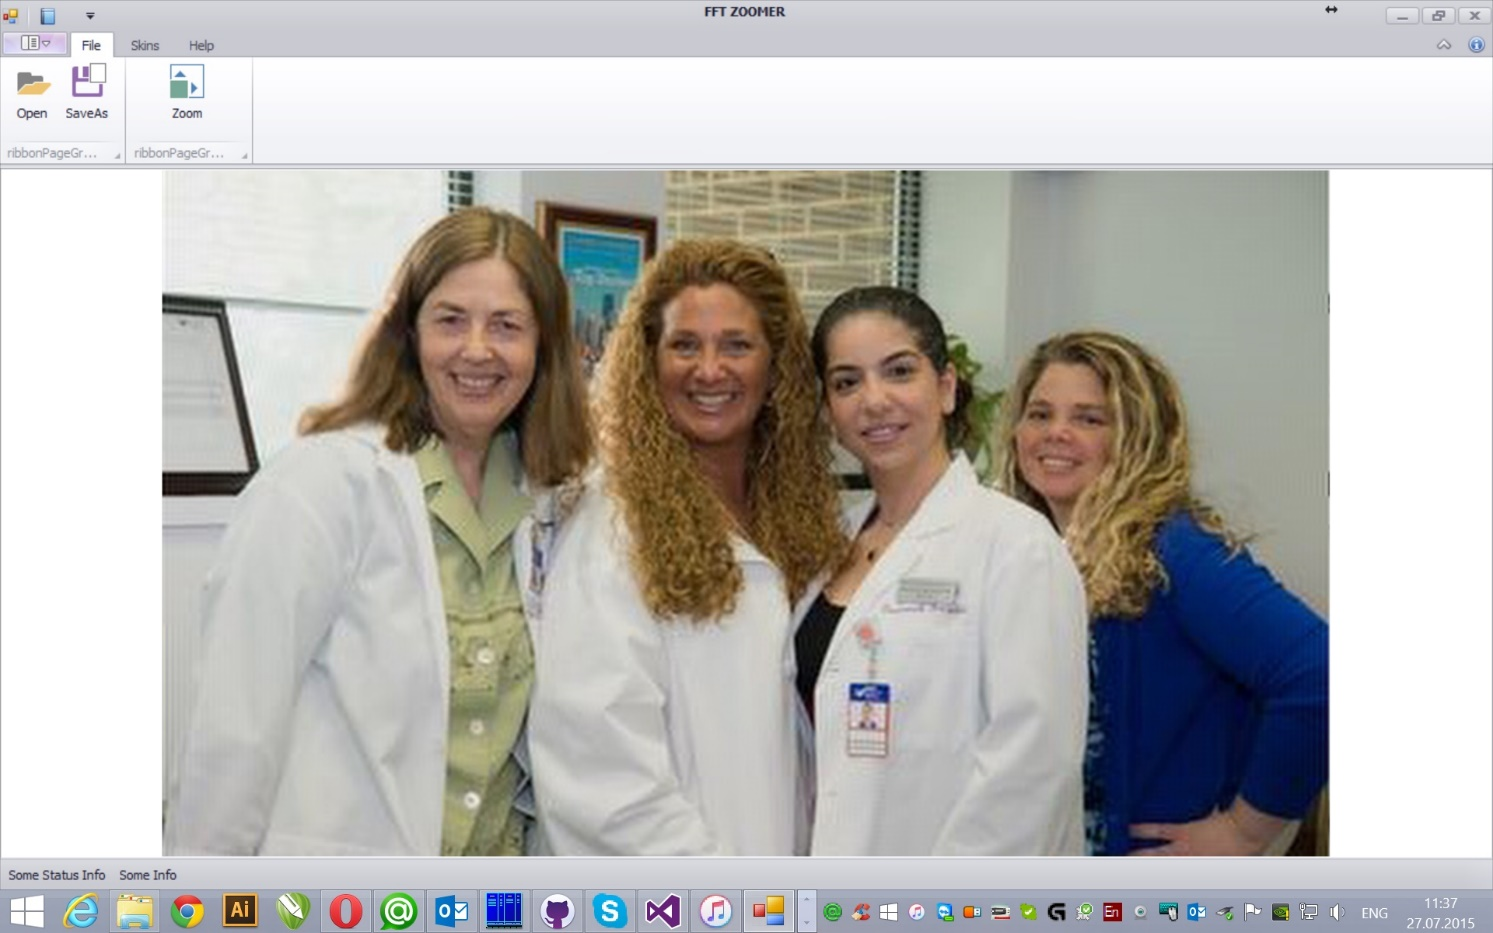 FFT ZOOMER
File Skins Help
Open SaveAs Zoom
ribbonPageGr... ribbonPageGr...
Some Status Info Some Info
Ai
En
ENG
11:37
27.07.2015